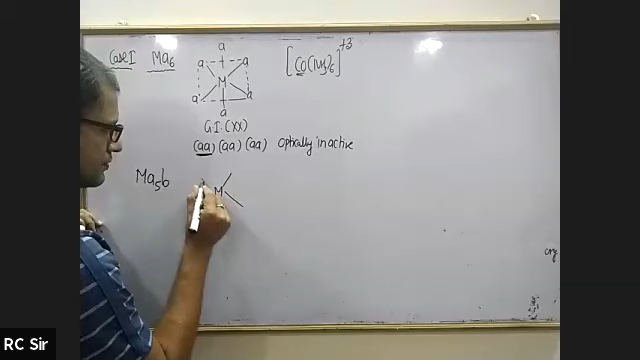 Case I Ma6
a
a a
M
a a
a
[Co(NH3)6]+3
G.I. (XX)
(aa) (aa) (aa) optically inactive
Ma5b
M
RC Sir